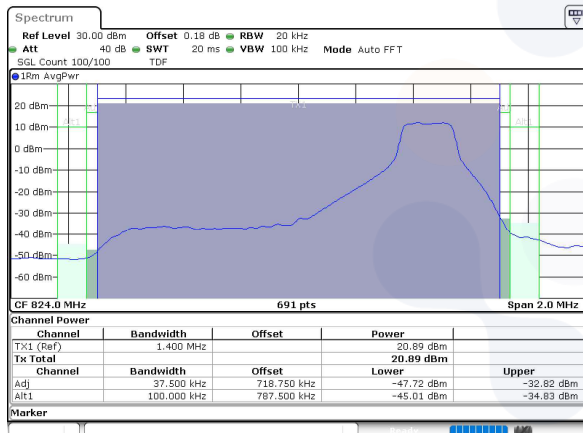 Spectrum
Ref Level 30.00 dBm Offset 0.18 dB RBW 20 kHz
Att 40 dB SWT 20 ms VBW 100 kHz Mode Auto FFT
SGL Count 100/100 TDF
1Rm AvgPwr
20 dBm
TX1
10 dBm
Alt1
Alt1
0 dBm
-10 dBm
-20 dBm
-30 dBm
-40 dBm
-50 dBm
-60 dBm
CF 824.0 MHz 691 pts Span 2.0 MHz
Channel Power
Channel Bandwidth Offset Power
TX1 (Ref) 1.400 MHz 20.89 dBm
Tx Total 20.89 dBm
Channel Bandwidth Offset Lower Upper
Adj 37.500 kHz 718.750 kHz -47.72 dBm -32.82 dBm
Alt1 100.000 kHz 787.500 kHz -45.01 dBm -34.83 dBm
Marker